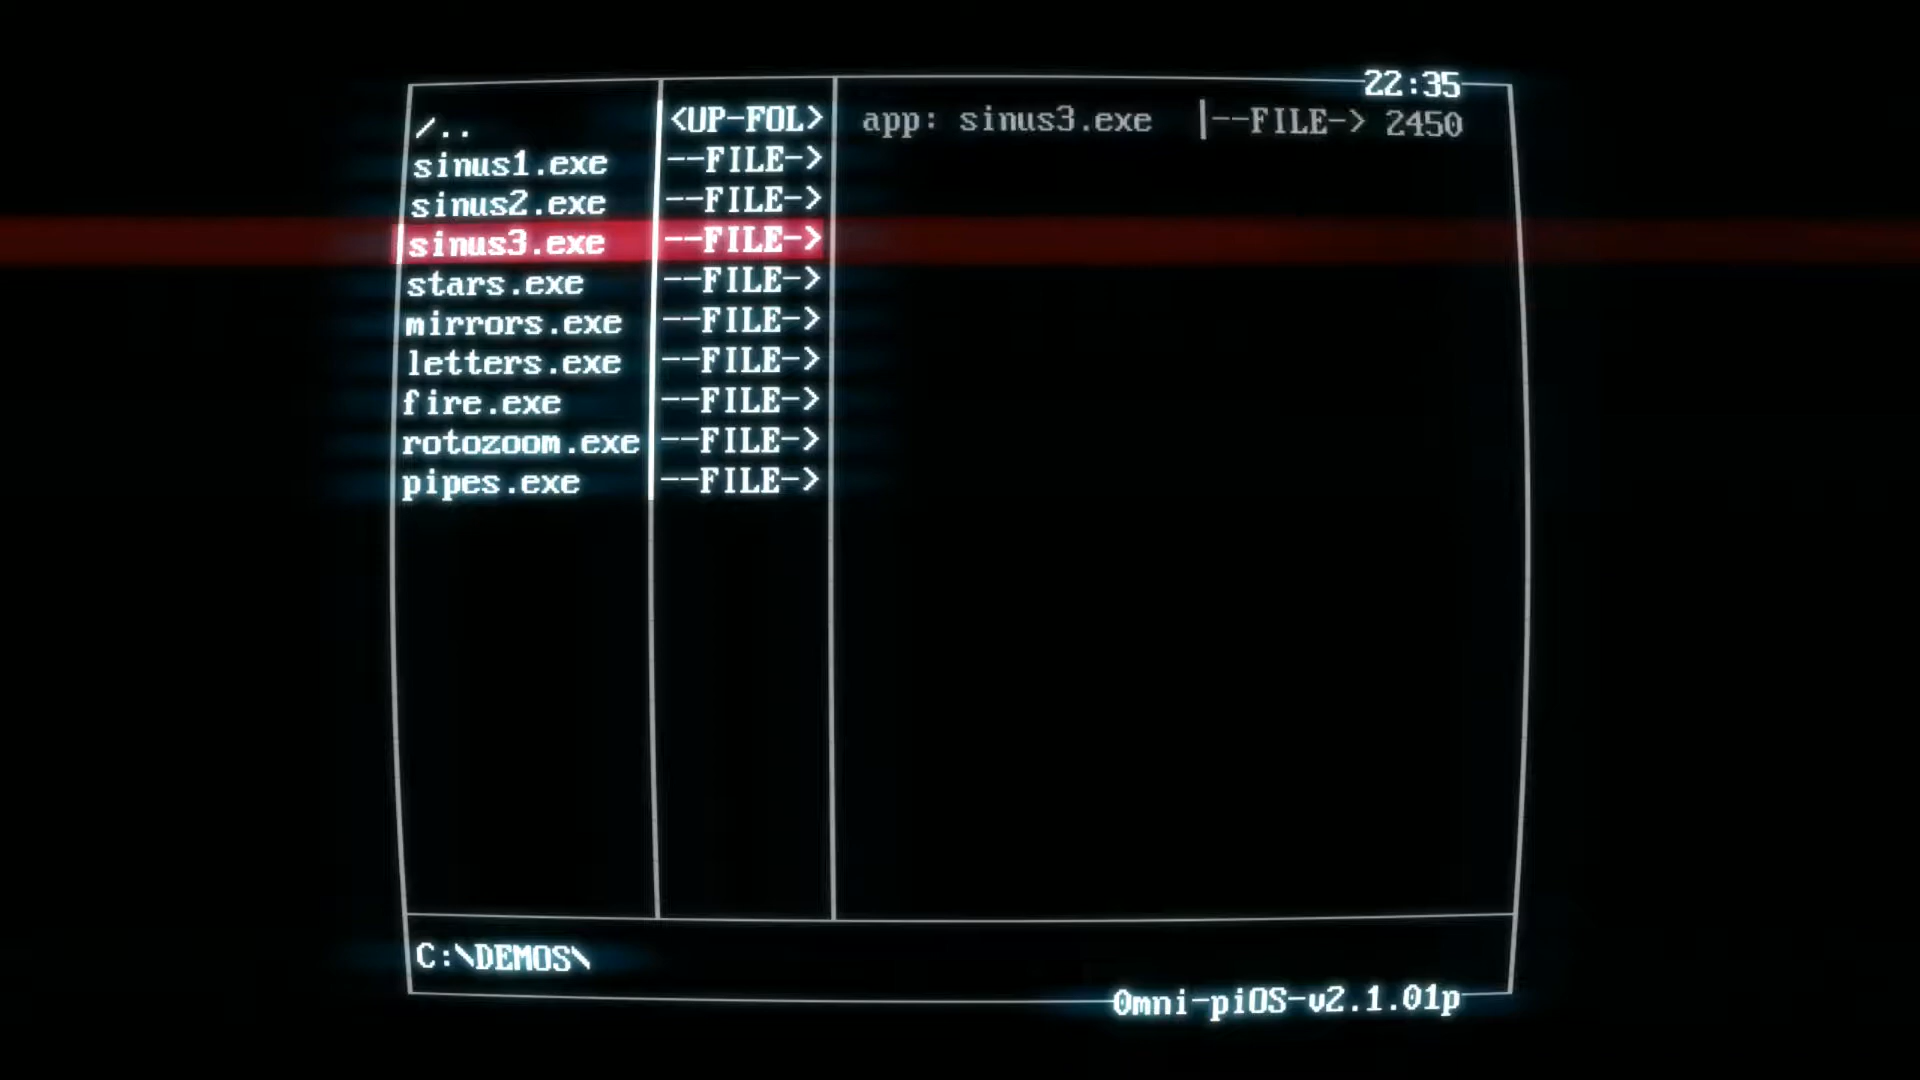 22:35
/.. <UP-FOL> app: sinus3.exe |--FILE-> 2450
sinus1.exe --FILE->
sinus2.exe --FILE->
sinus3.exe --FILE->
stars.exe --FILE->
mirrors.exe --FILE->
letters.exe --FILE->
fire.exe --FILE->
rotozoom.exe --FILE->
pipes.exe --FILE->
C:\DEMOS\
0mni-piOS-v2.1.01p